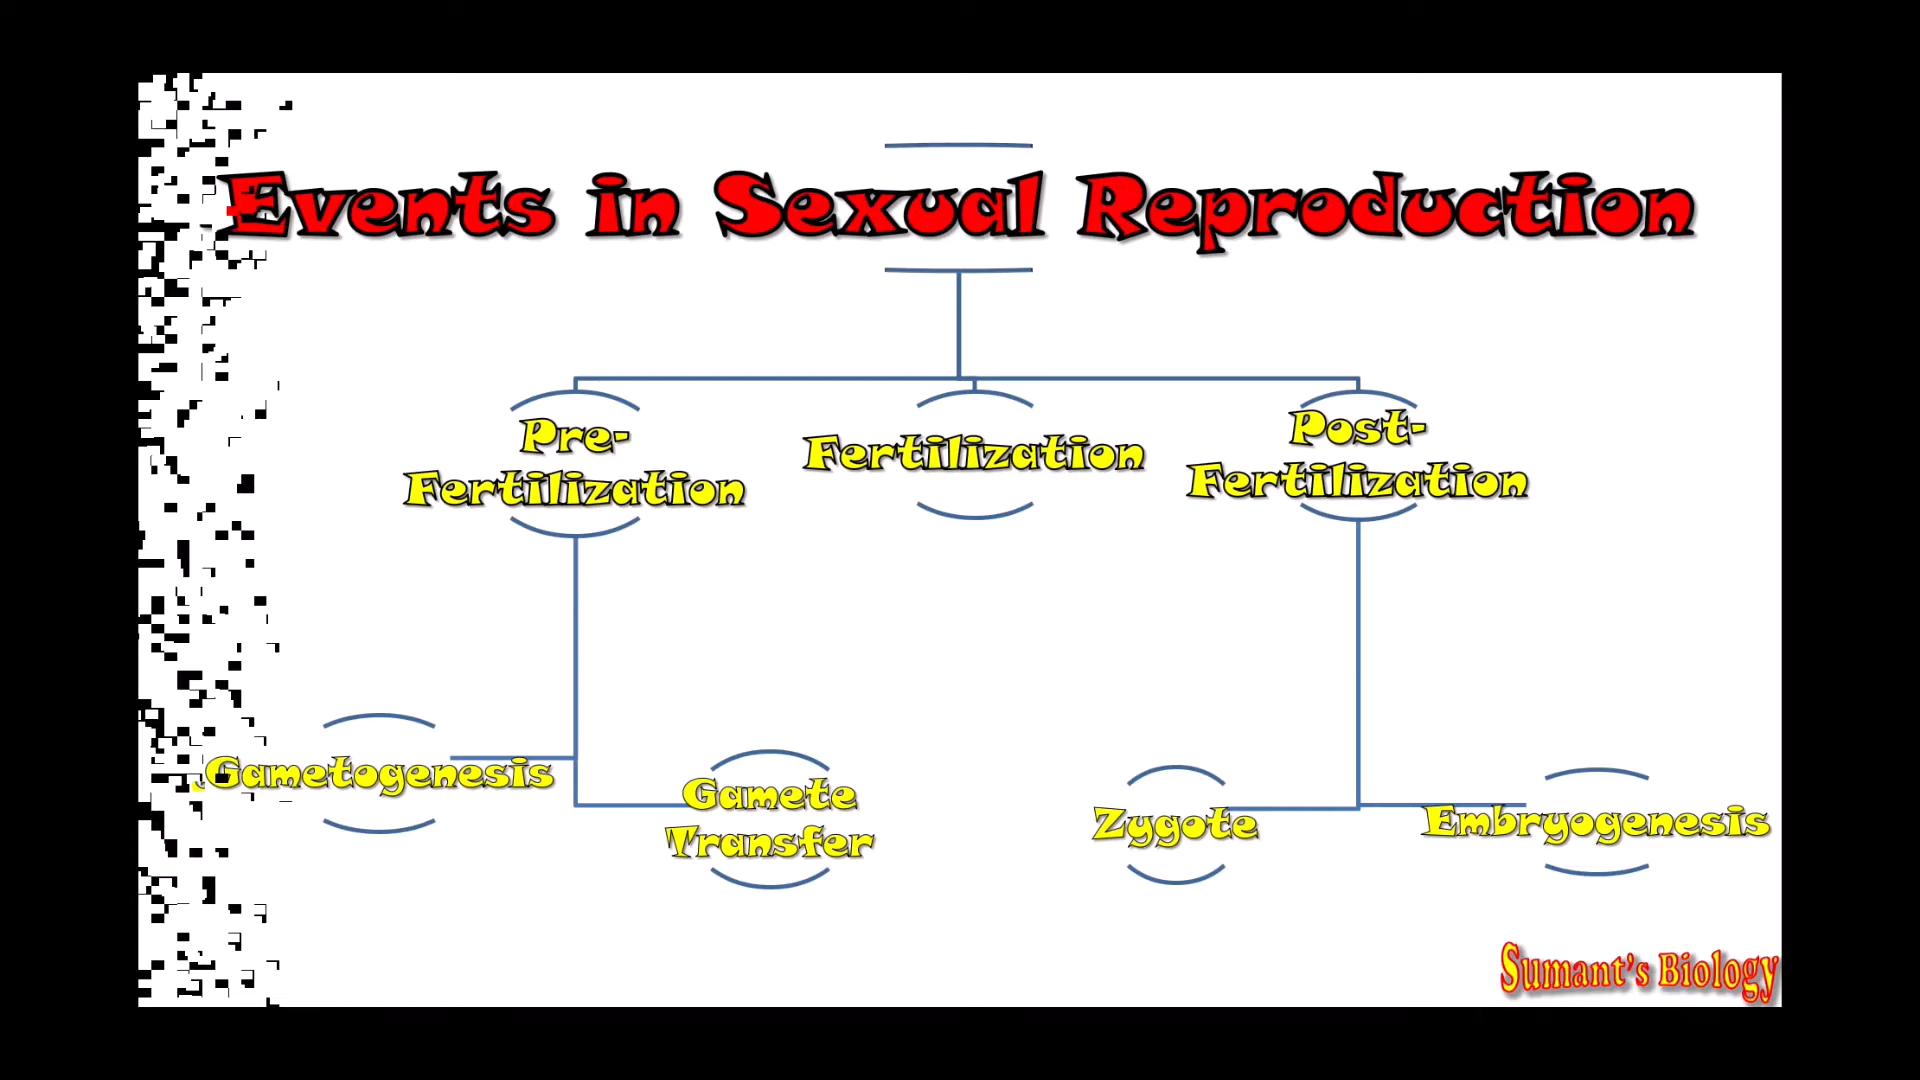 Events in Sexual Reproduction
Pre-
Fertilization
Fertilization
Post-
Fertilization
Gametogenesis
Gamete
Transfer
Zygote
Embryogenesis
Sumant's Biology